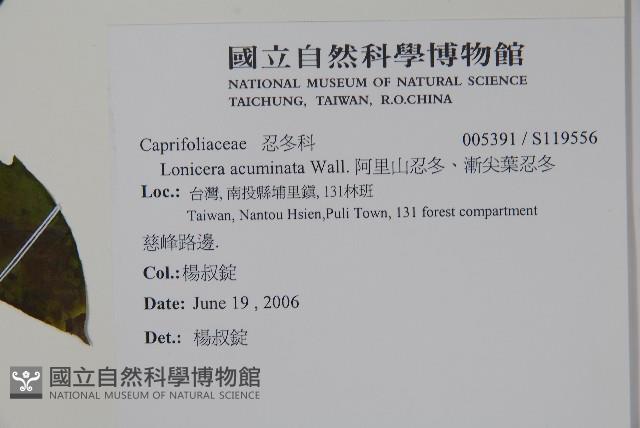 國立自然科學博物館
NATIONAL MUSEUM OF NATURAL SCIENCE
TAICHUNG, TAIWAN, R.O.CHINA
Caprifoliaceae 忍冬科 005391 / S119556
Lonicera acuminata Wall. 阿里山忍冬、漸尖葉忍冬
Loc.: 台灣, 南投縣埔里鎮, 131林班
Taiwan, Nantou Hsien,Puli Town, 131 forest compartment
慈峰路邊.
Col.: 楊叔錠
Date: June 19 , 2006
Det.: 楊叔錠
國立自然科學博物館
NATIONAL MUSEUM OF NATURAL SCIENCE